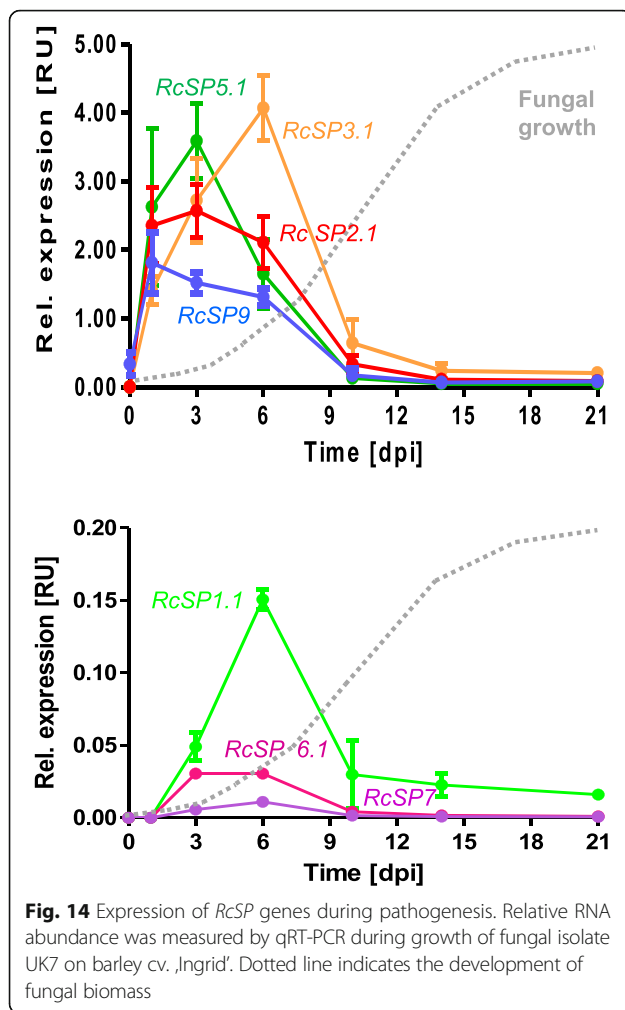 5.00
4.00
3.00
2.00
1.00
0.00
Rel. expression [RU]
RcSP5.1
RcSP3.1
Rc SP2.1
RcSP9
Fungal
growth
0 3 6 9 12 15 18 21
Time [dpi]
0.20
0.15
0.10
0.05
0.00
Rel. expression [RU]
RcSP1.1
RcSP 6.1
RcSP7
0 3 6 9 12 15 18 21
Time [dpi]
Fig. 14 Expression of RcSP genes during pathogenesis. Relative RNA
abundance was measured by qRT-PCR during growth of fungal isolate
UK7 on barley cv. ‚Ingrid'. Dotted line indicates the development of
fungal biomass